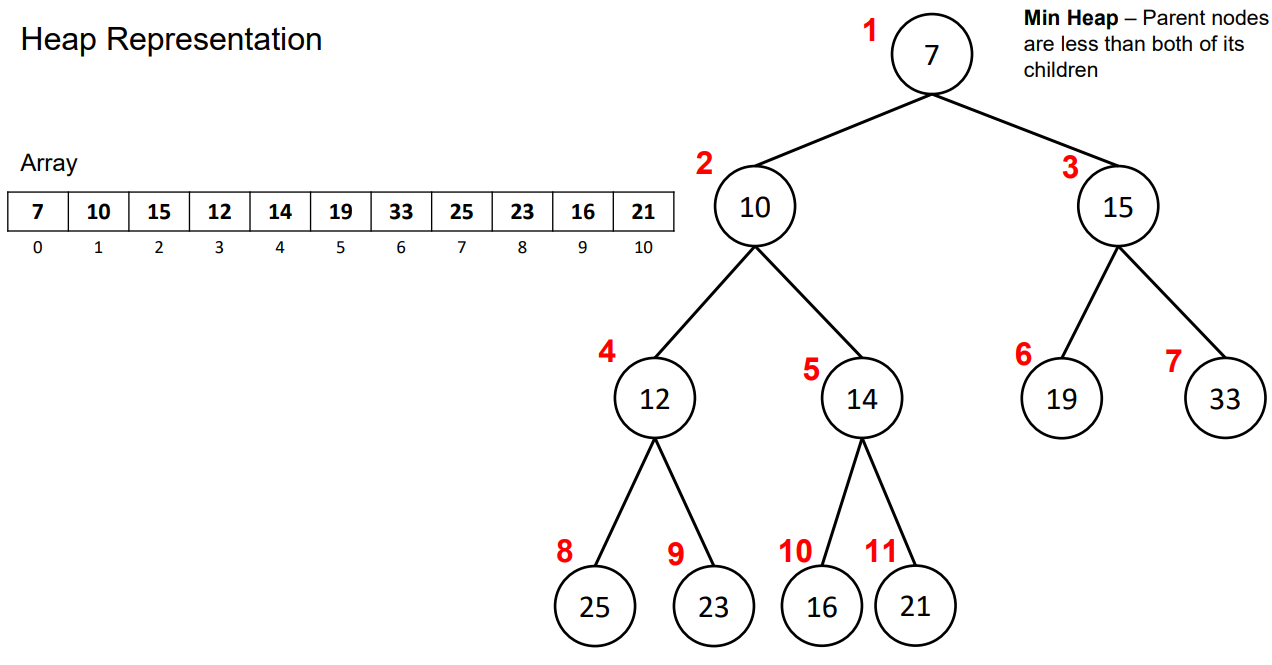 Heap Representation
Min Heap – Parent nodes
are less than both of its
children
Array
7 10 15 12 14 19 33 25 23 16 21
0 1 2 3 4 5 6 7 8 9 10
1
7
2 3
10 15
4 5 6 7
12 14 19 33
8 9 10 11
25 23 16 21